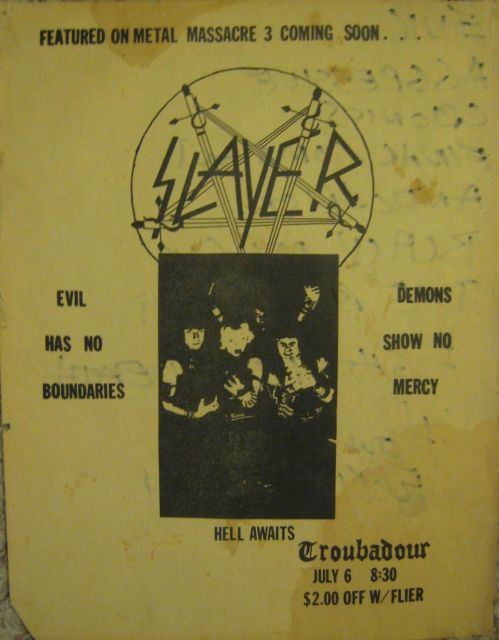 FEATURED ON METAL MASSACRE 3 COMING SOON. . . .
SLAYER
EVIL
HAS NO
BOUNDARIES
DEMONS
SHOW NO
MERCY
HELL AWAITS
Troubadour
JULY 6 8:30
$2.00 OFF W/FLIER